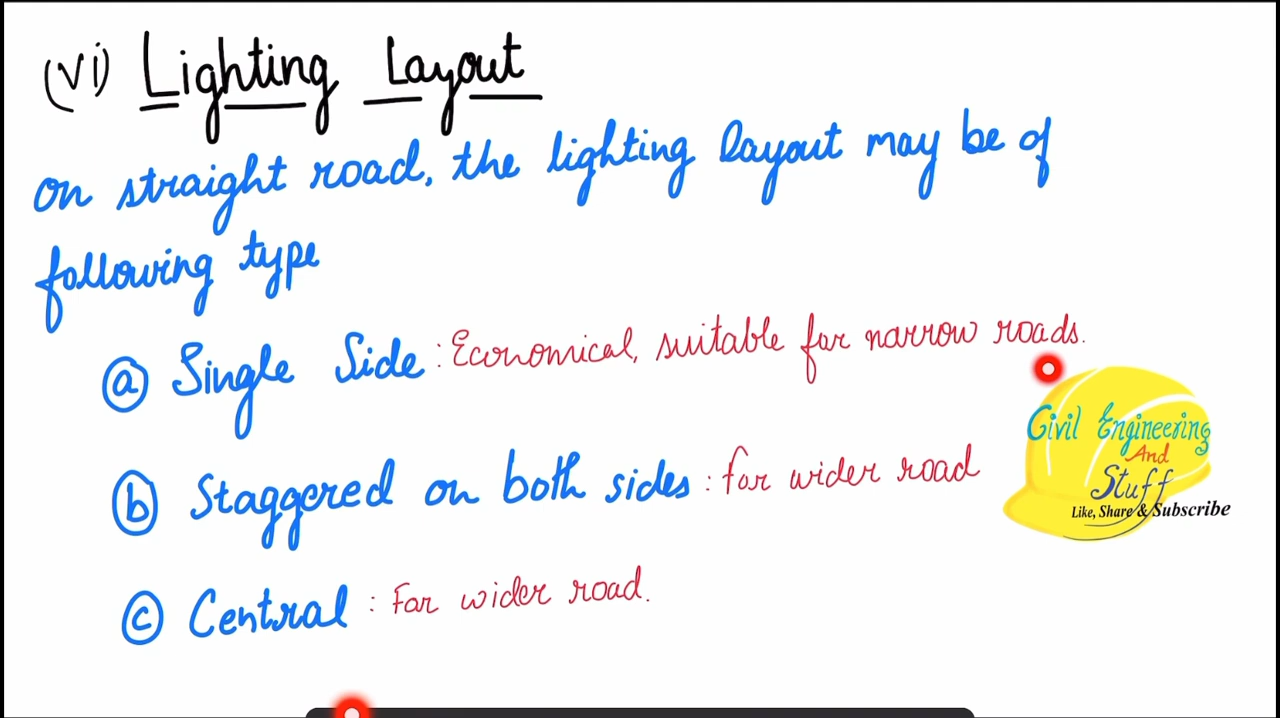 (vi) Lighting Layout
on straight road, the lighting layout may be of
following type
(a) Single Side : Economical, suitable for narrow roads.
(b) Staggered on both sides : for wider road
(c) Central : For wider road.
Civil Engineering
And
Stuff
Like, Share & Subscribe